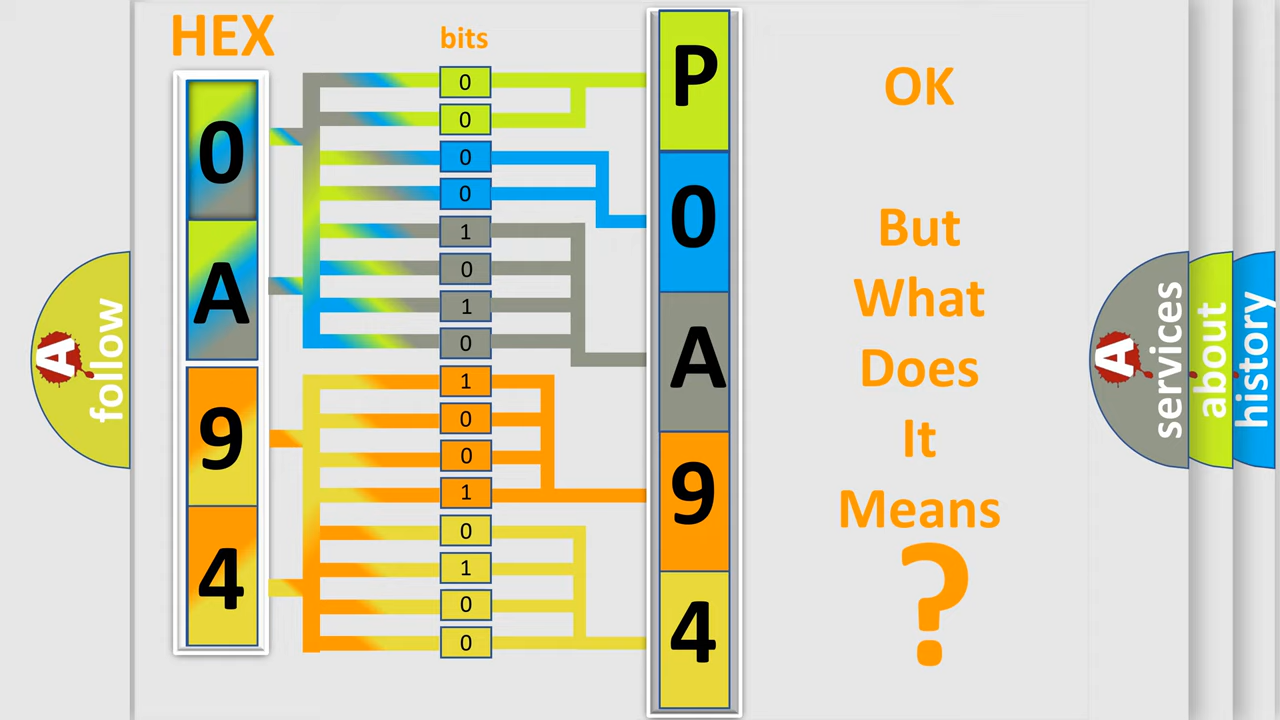 HEX
bits
0
A
9
4
0
0
0
0
1
0
1
0
1
0
0
1
0
1
0
0
P
0
A
9
4
OK
But
What
Does
It
Means
?
A
follow
A
services
about
history